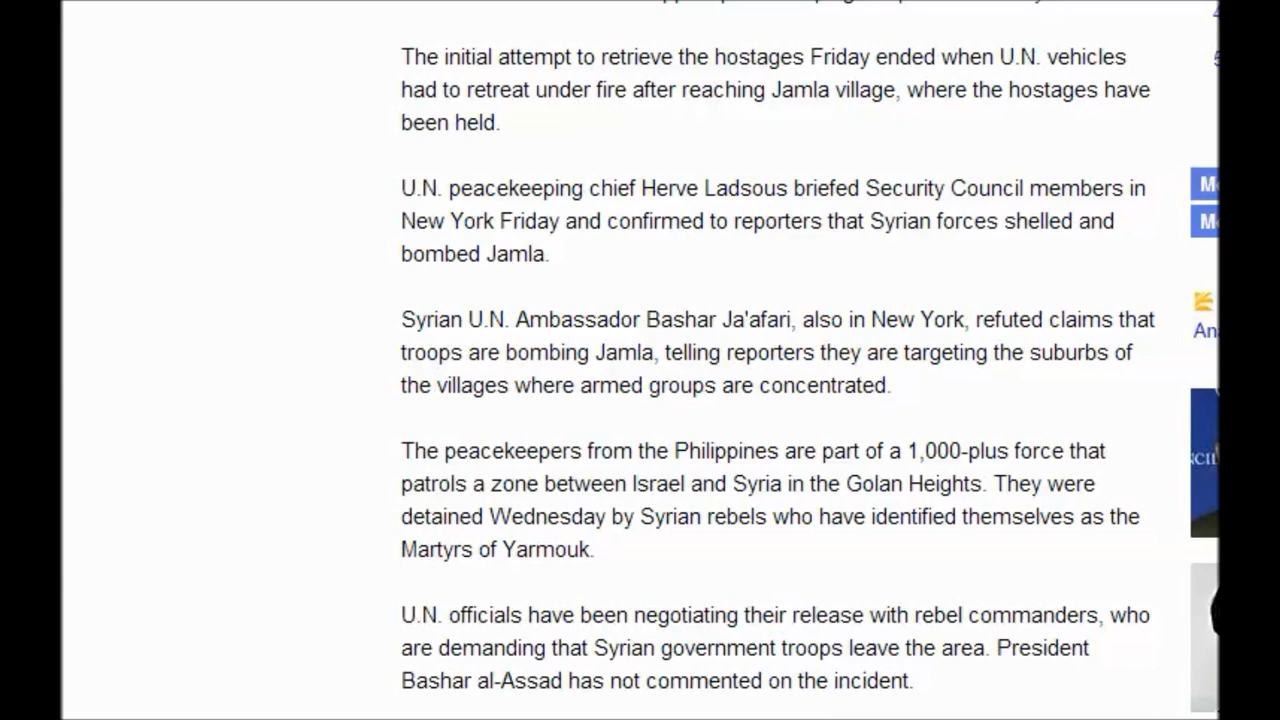 The initial attempt to retrieve the hostages Friday ended when U.N. vehicles
had to retreat under fire after reaching Jamla village, where the hostages have
been held.
U.N. peacekeeping chief Herve Ladsous briefed Security Council members in
New York Friday and confirmed to reporters that Syrian forces shelled and
bombed Jamla.
Syrian U.N. Ambassador Bashar Ja'afari, also in New York, refuted claims that
troops are bombing Jamla, telling reporters they are targeting the suburbs of
the villages where armed groups are concentrated.
The peacekeepers from the Philippines are part of a 1,000-plus force that
patrols a zone between Israel and Syria in the Golan Heights. They were
detained Wednesday by Syrian rebels who have identified themselves as the
Martyrs of Yarmouk.
U.N. officials have been negotiating their release with rebel commanders, who
are demanding that Syrian government troops leave the area. President
Bashar al-Assad has not commented on the incident.